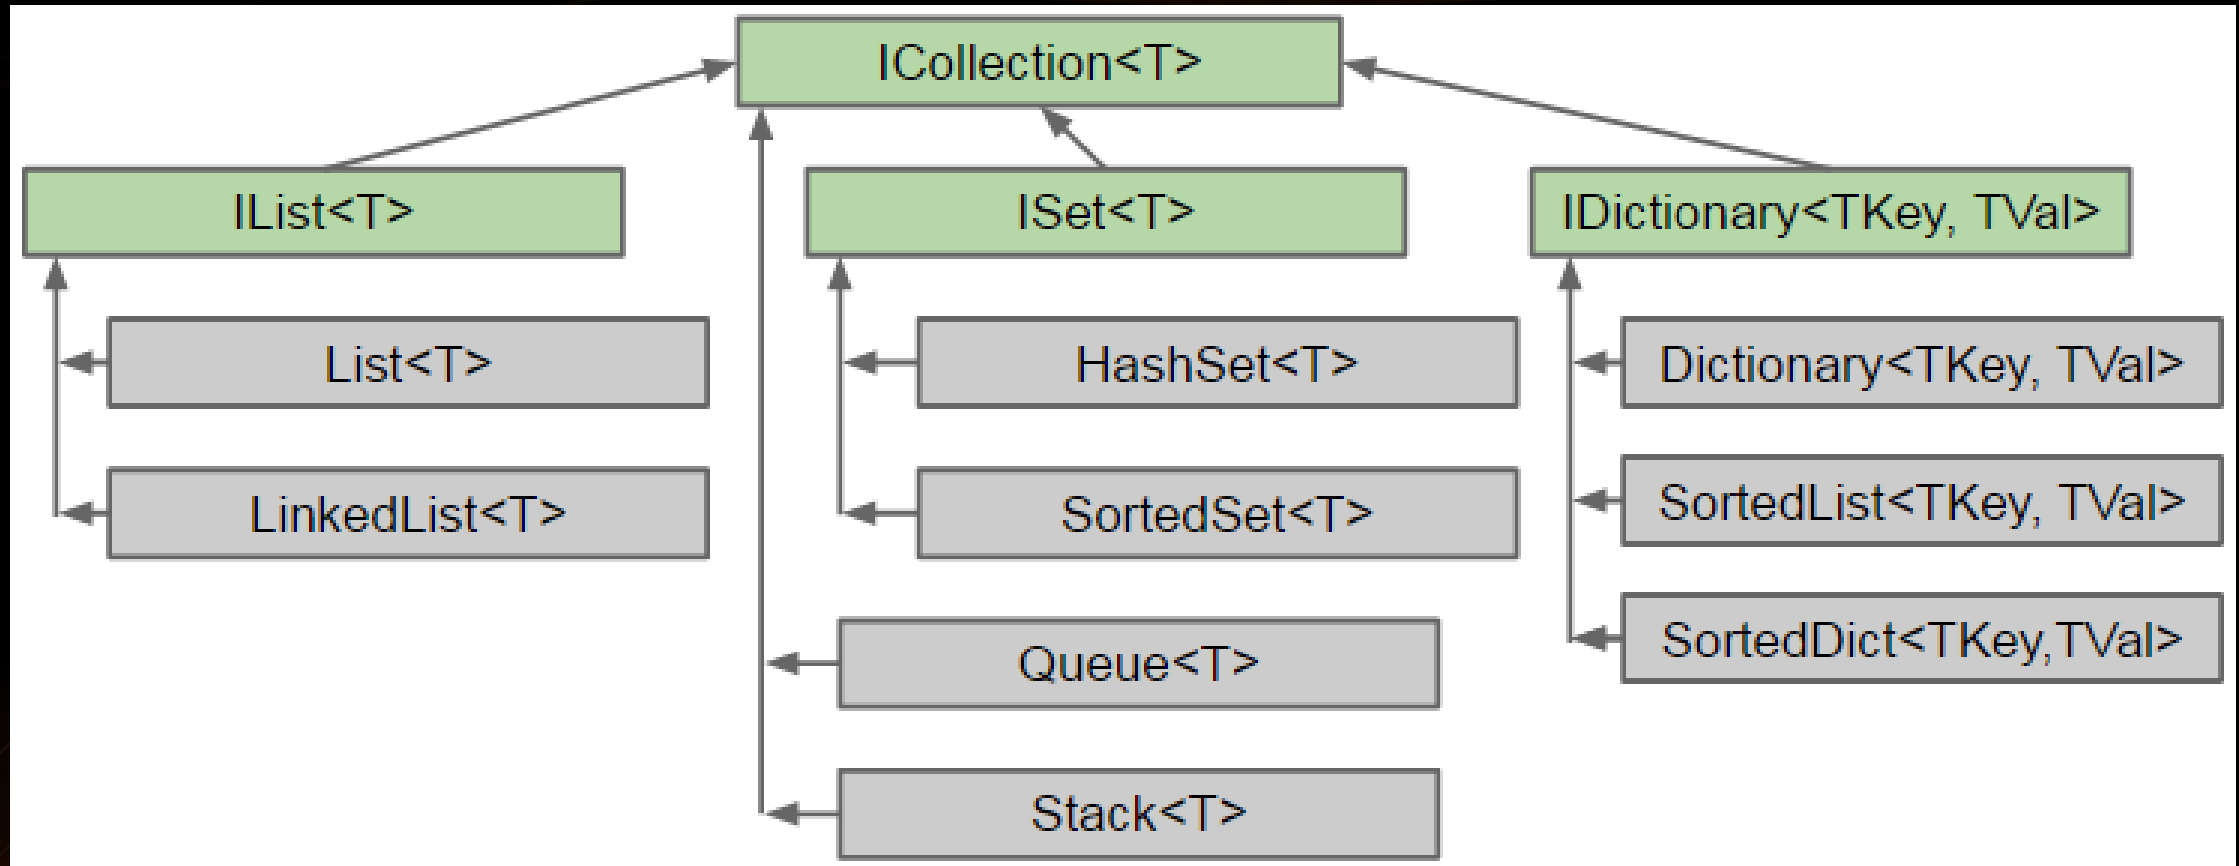 ICollection<T>
IList<T>
ISet<T>
IDictionary<TKey, TVal>
List<T>
HashSet<T>
Dictionary<TKey, TVal>
LinkedList<T>
SortedSet<T>
SortedList<TKey, TVal>
Queue<T>
SortedDict<TKey,TVal>
Stack<T>